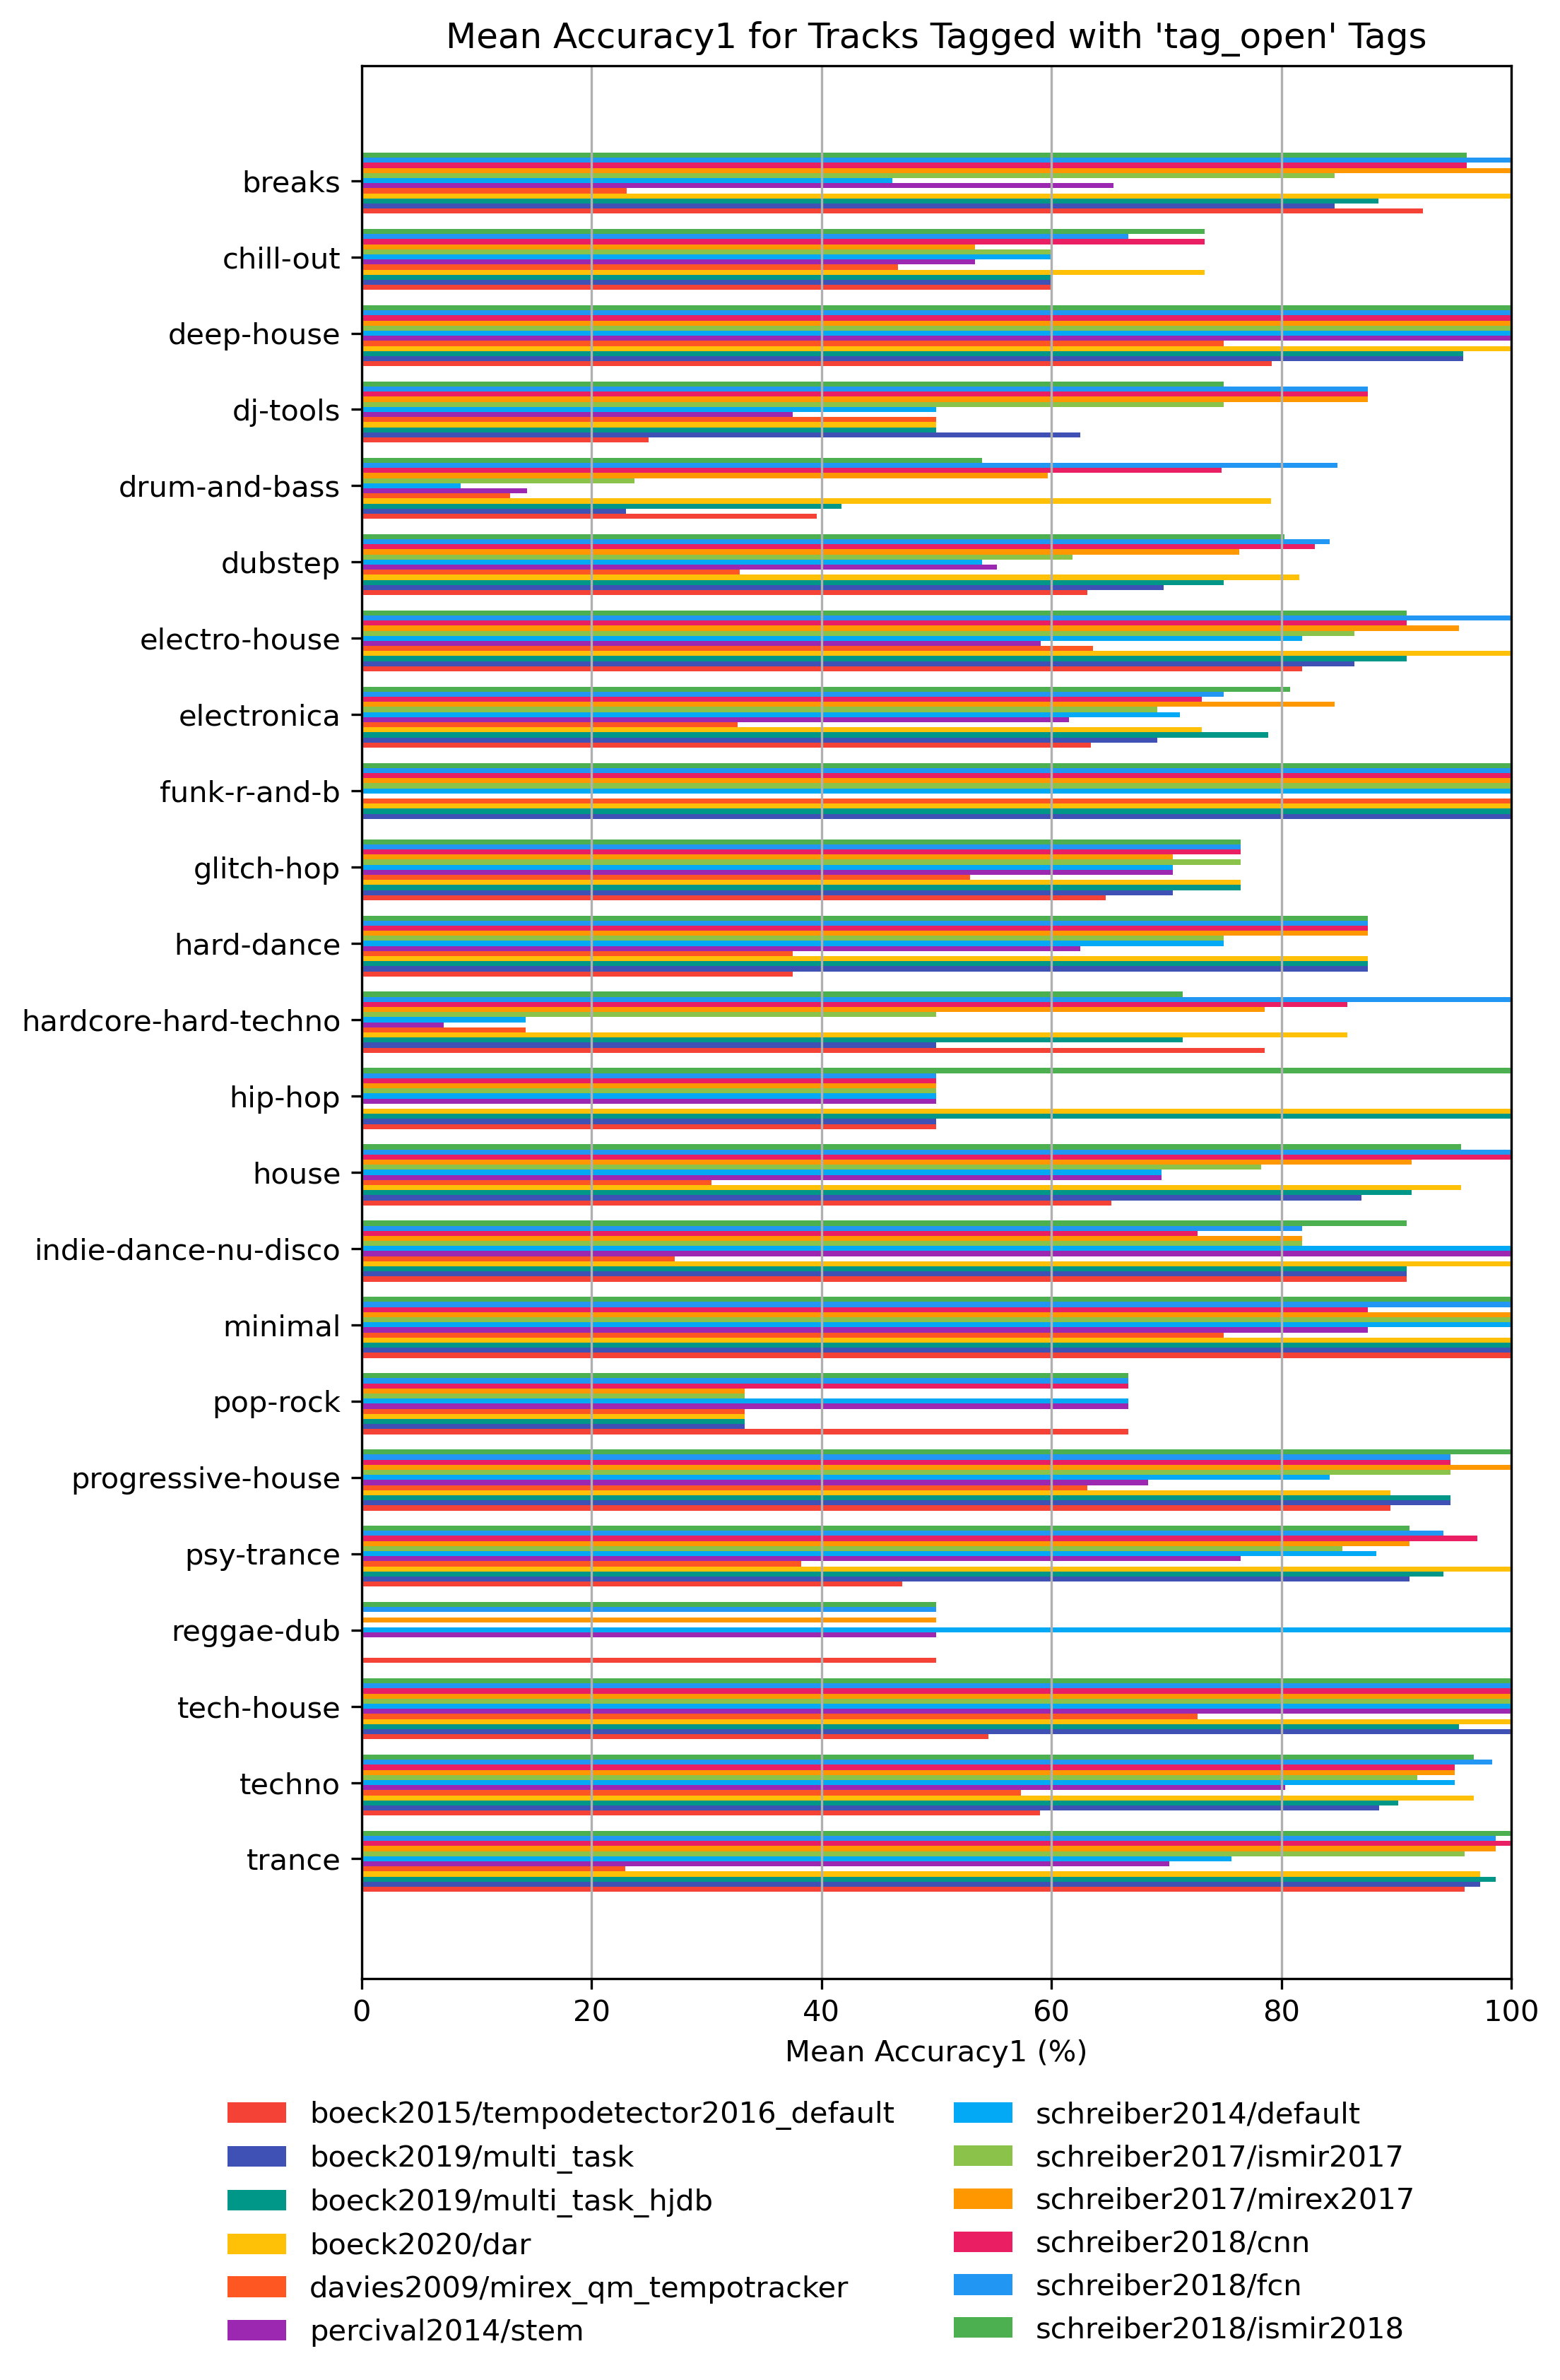 Mean Accuracy1 for Tracks Tagged with 'tag_open' Tags
breaks
chill-out
deep-house
dj-tools
drum-and-bass
dubstep
electro-house
electronica
funk-r-and-b
glitch-hop
hard-dance
hardcore-hard-techno
hip-hop
house
indie-dance-nu-disco
minimal
pop-rock
progressive-house
psy-trance
reggae-dub
tech-house
techno
trance
0 20 40 60 80 100
Mean Accuracy1 (%)
boeck2015/tempodetector2016_default
boeck2019/multi_task
boeck2019/multi_task_hjdb
boeck2020/dar
davies2009/mirex_qm_tempotracker
percival2014/stem
schreiber2014/default
schreiber2017/ismir2017
schreiber2017/mirex2017
schreiber2018/cnn
schreiber2018/fcn
schreiber2018/ismir2018